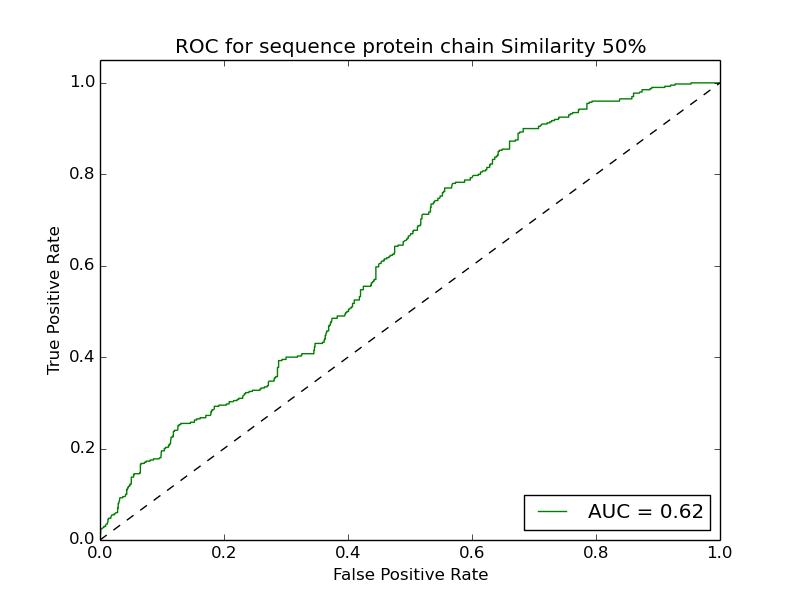 ROC for sequence protein chain Similarity 50%
1.0
0.8
0.6
0.4
0.2
0.0
True Positive Rate
AUC = 0.62
0.0 0.2 0.4 0.6 0.8 1.0
False Positive Rate